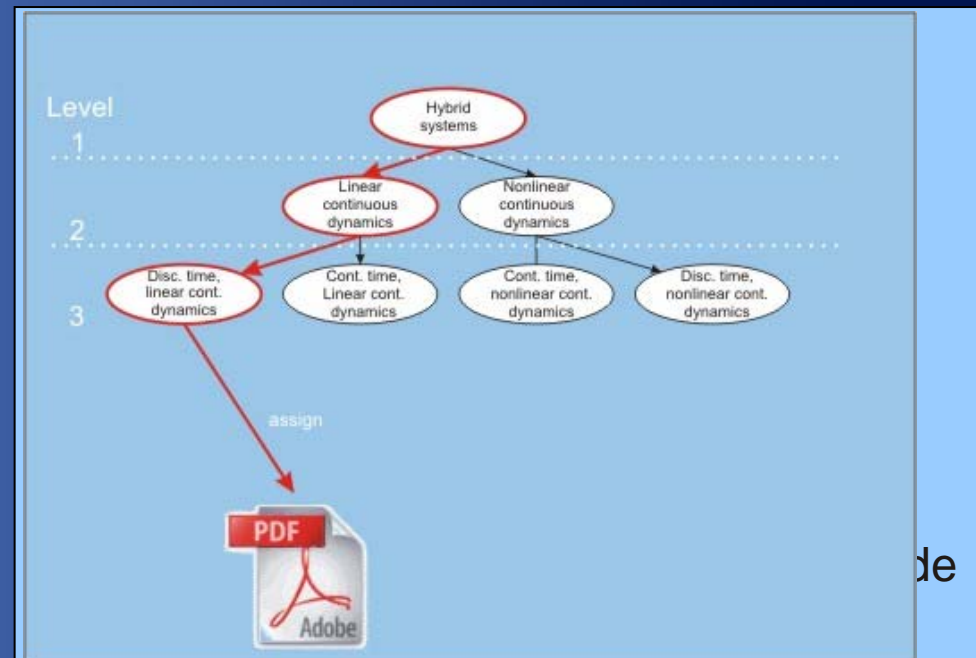 Level
Hybrid
systems
1
Linear
continuous
dynamics
Nonlinear
continuous
dynamics
2
Disc. time,
linear cont.
dynamics
Cont. time,
Linear cont.
dynamics
Cont. time,
nonlinear cont.
dynamics
Disc. time,
nonlinear cont.
dynamics
3
assign
PDF
Adobe
de